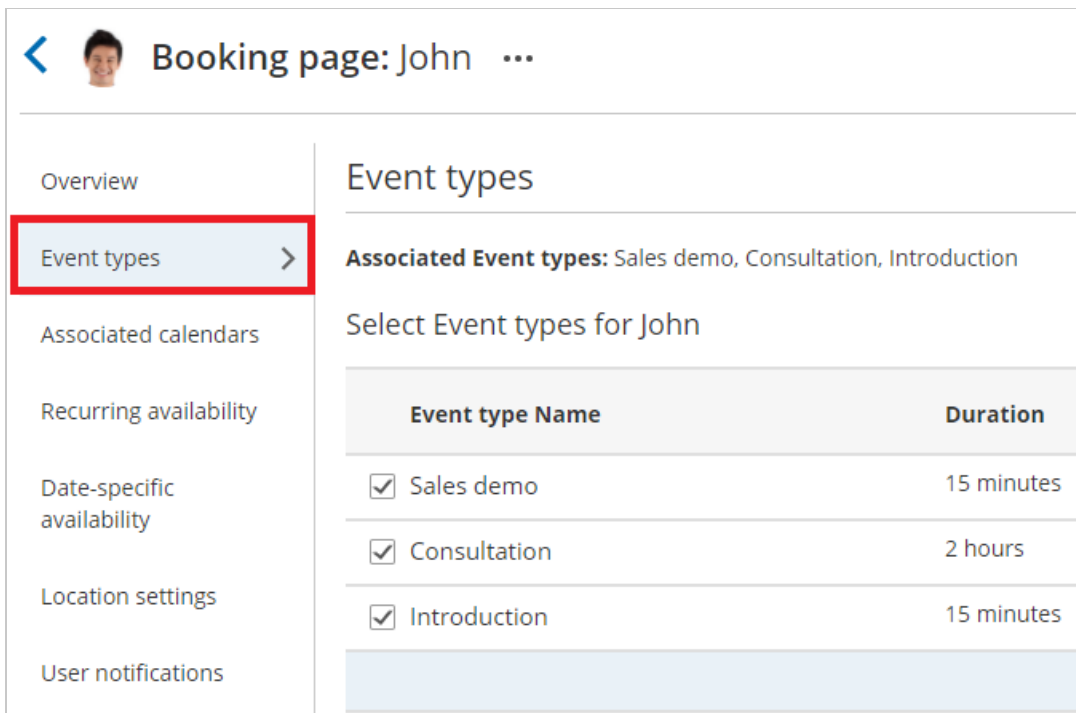 Booking page: John ...
Overview
Event types
Associated calendars
Recurring availability
Date-specific
availability
Location settings
User notifications
Event types
Associated Event types: Sales demo, Consultation, Introduction
Select Event types for John
Event type Name Duration
Sales demo 15 minutes
Consultation 2 hours
Introduction 15 minutes